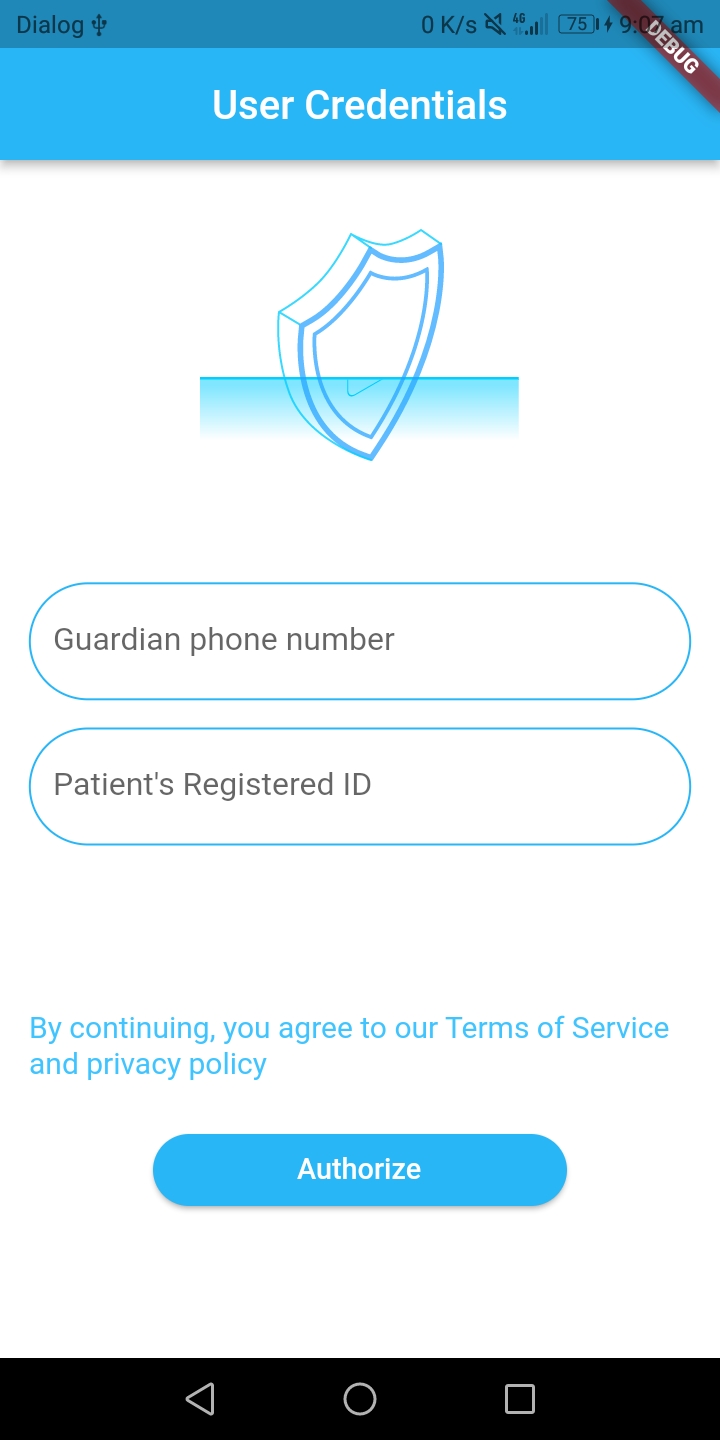 Dialog 0 K/s 4G 75 9:07 am
DEBUG
User Credentials
Guardian phone number
Patient's Registered ID
By continuing, you agree to our Terms of Service
and privacy policy
Authorize